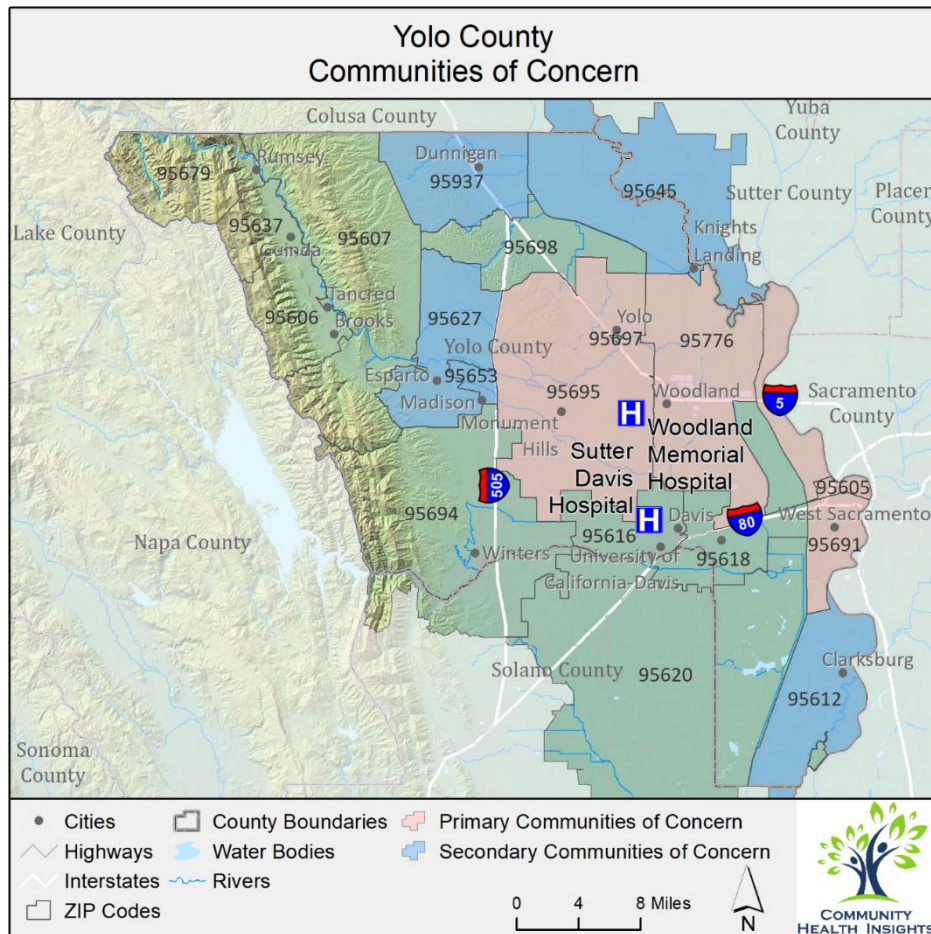 Yolo County
Communities of Concern
Colusa County
Yuba
County
Rumsey
Dunnigan
95679
95937
95645
Sutter County
Placer
County
Lake County
95637
95607
Knights
Landing
Guinda
95698
Tancred
95606
Brooks
95627
Yolo
95697
95776
Yolo County
Esparto
95653
Madison
95695
Woodland
5
Sacramento
County
Monument
Hills
H
Woodland
Memorial
Hospital
Sutter
Davis
Hospital
505
95605
H
95694
Davis
80
West Sacramento
Napa County
95616
95691
Winters
University of
California-Davis
95618
Solano County
95620
Clarksburg
95612
Sonoma
County
Cities
County Boundaries
Primary Communities of Concern
Highways
Water Bodies
Secondary Communities of Concern
Interstates
Rivers
ZIP Codes
0 4 8 Miles
N
COMMUNITY
HEALTH INSIGHTS